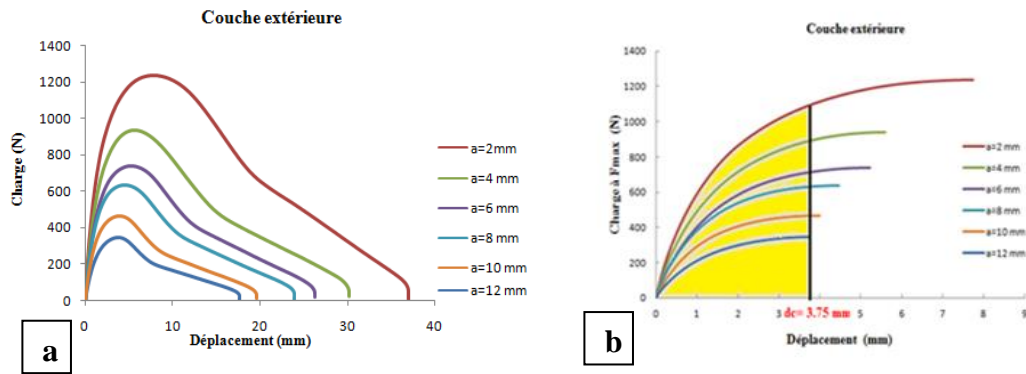 Couche extérieure
Charge (N)
1400
1200
1000
800
600
400
200
0
0 10 20 30 40
Déplacement (mm)
a=2mm
a=4 mm
a=6 mm
a=8 mm
a=10 mm
a=12 mm
a
Couche extérieure
Charge à Fmax (N)
1400
1200
1000
800
600
400
200
0
0 1 2 3 4 5 6 7 8 9
dc= 3.75 mm
Déplacement (mm)
a=2 mm
a=4 mm
a=6 mm
a=8 mm
a=10 mm
a=12 mm
b